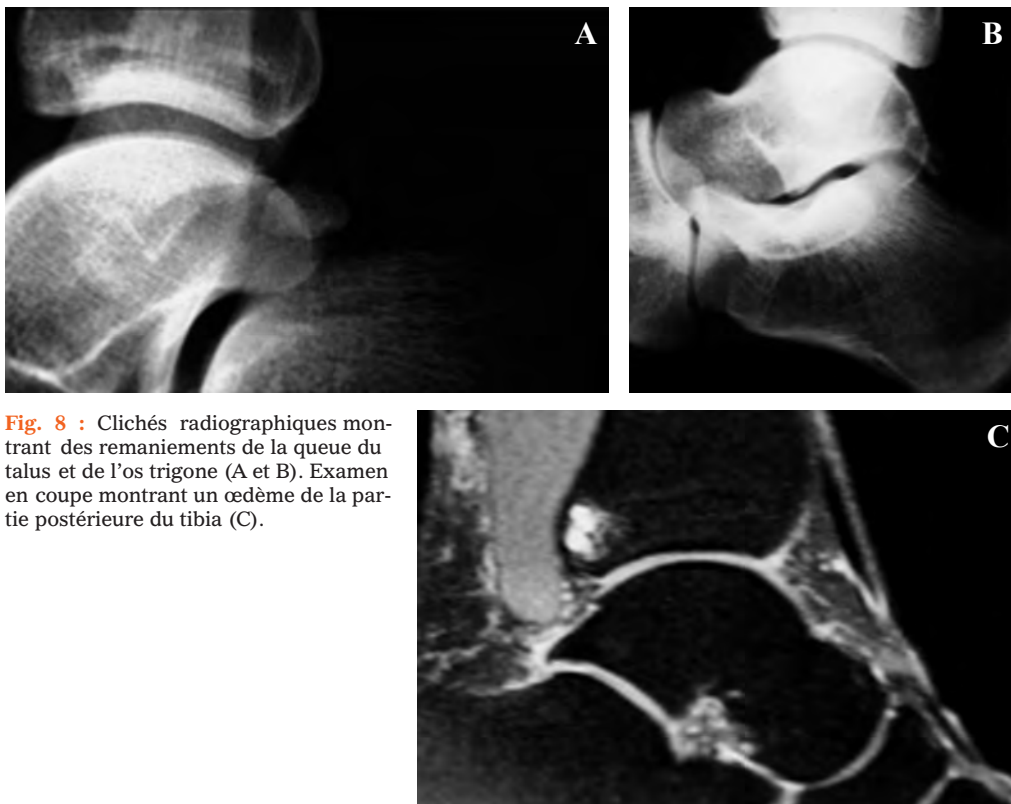 A
B
Fig. 8 : Clichés radiographiques mon-
trant des remaniements de la queue du
talus et de l'os trigone (A et B). Examen
en coupe montrant un œdème de la par-
tie postérieure du tibia (C).
C